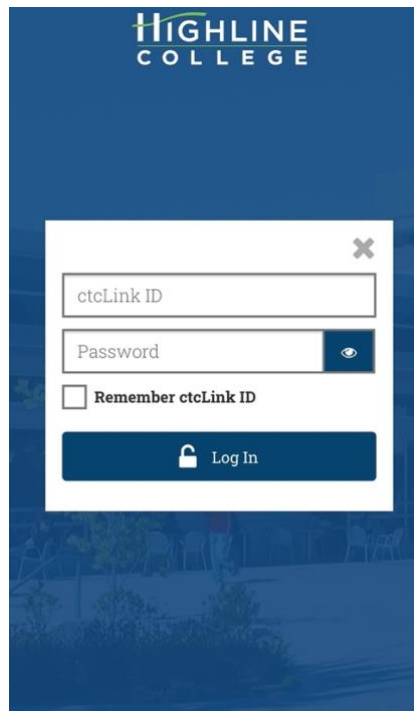 HIGHLINE
COLLEGE
ctcLink ID
Password
Remember ctcLink ID
Log In